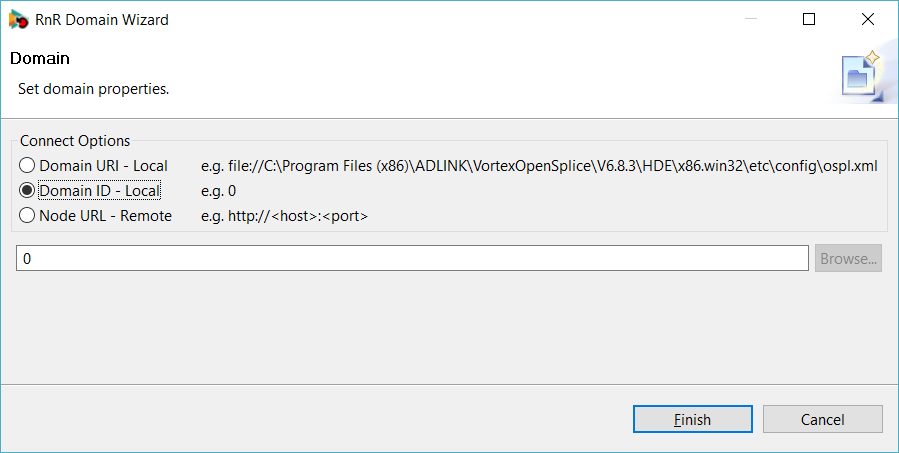 RnR Domain Wizard
Domain
Set domain properties.
Connect Options
Domain URI - Local e.g. file://C:\Program Files (x86)\ADLINK\VortexOpenSplice\V6.8.3\HDE\x86.win32\etc\config\ospl.xml
Domain ID - Local e.g. 0
Node URL - Remote e.g. http://<host>:<port>
0 Browse...
Finish Cancel